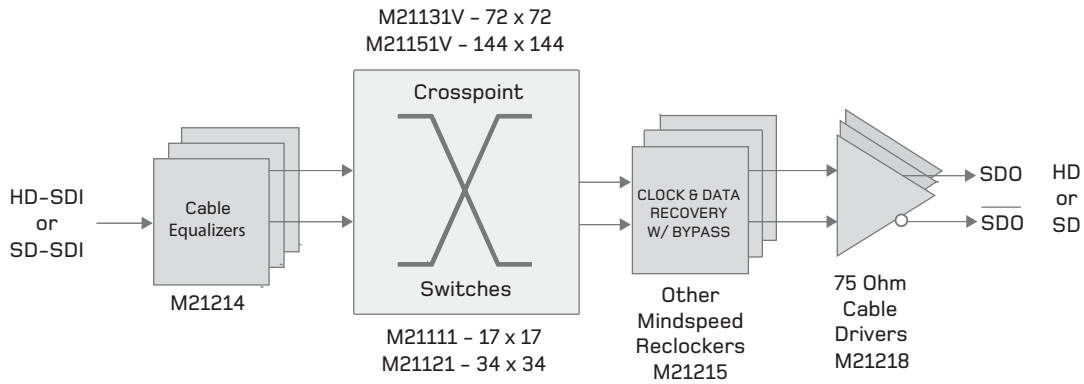 M21131V – 72 x 72
M21151V – 144 x 144
Crosspoint
Switches
M21111 – 17 x 17
M21121 – 34 x 34
HD-SDI
or
SD-SDI
Cable
Equalizers
M21214
CLOCK & DATA
RECOVERY
W/ BYPASS
Other
Mindspeed
Reclockers
M21215
75 Ohm
Cable
Drivers
M21218
SDO
SDO
HD
or
SD